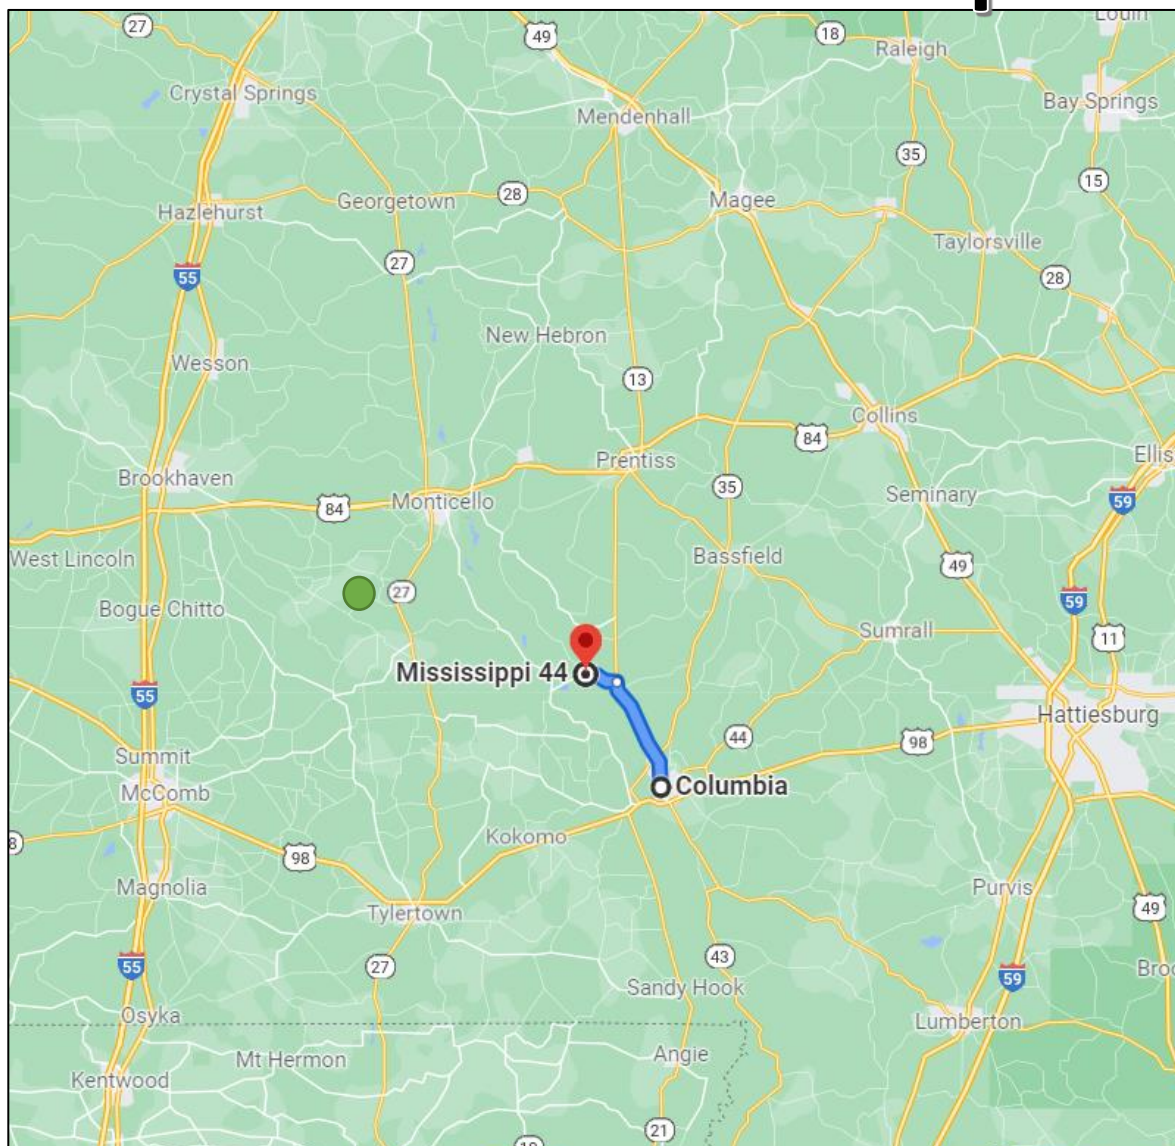 Louin
27
49
18
Raleigh
Crystal Springs
Bay Springs
Mendenhall
35
15
28
Magee
Georgetown
Hazlehurst
Taylorsville
27
55
28
New Hebron
Wesson
13
Collins
84
Prentiss
Ellis
Brookhaven
35
Seminary
59
84
Monticello
West Lincoln
Bassfield
49
27
59
Bogue Chitto
Sumrall
11
Mississippi 44
55
Hattiesburg
44
98
Summit
Columbia
McComb
Kokomo
8
98
Magnolia
Purvis
Tylertown
49
43
55
27
59
Broo
Sandy Hook
Osyka
Lumberton
Mt Hermon
Angie
Kentwood
21